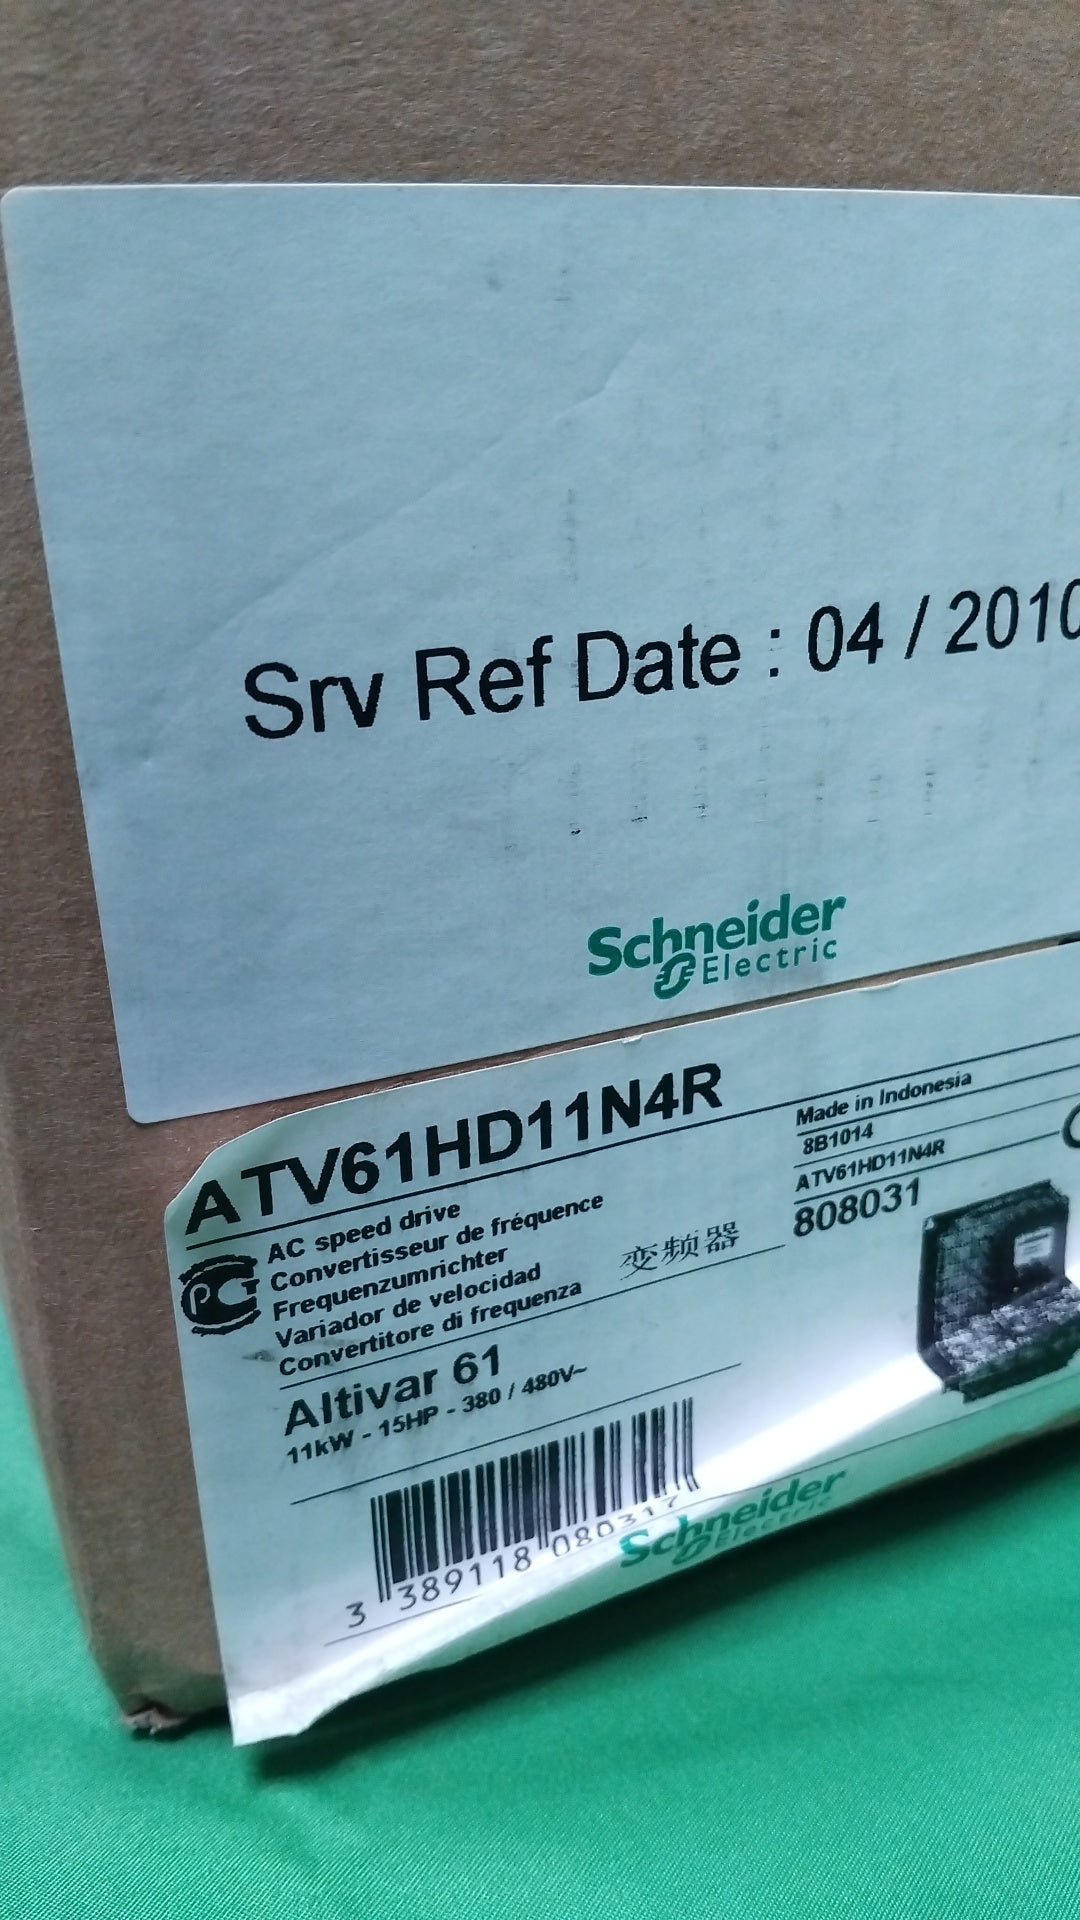 Srv Ref Date : 04 / 2010
Schneider
Electric
ATV61HD11N4R
AC speed drive
Convertisseur de fréquence
Frequenzumrichter
Variador de velocidad
Convertitore di frequenza
变频器
Made in Indonesia
8B1014
ATV61HD11N4R
808031
Altivar 61
11kW - 15HP - 380 / 480V~
3 389118 080317
Schneider
Electric